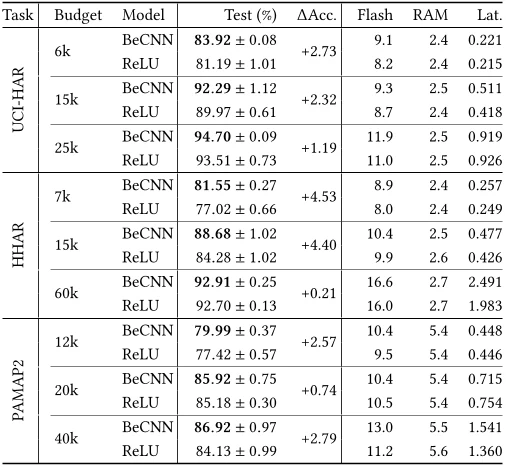 Task Budget Model Test (%) ΔAcc. Flash RAM Lat.
UCI-HAR
6k BeCNN 83.92 ± 0.08 +2.73 9.1 2.4 0.221
ReLU 81.19 ± 1.01 8.2 2.4 0.215
15k BeCNN 92.29 ± 1.12 +2.32 9.3 2.5 0.511
ReLU 89.97 ± 0.61 8.7 2.4 0.418
25k BeCNN 94.70 ± 0.09 +1.19 11.9 2.5 0.919
ReLU 93.51 ± 0.73 11.0 2.5 0.926
HHAR
7k BeCNN 81.55 ± 0.27 +4.53 8.9 2.4 0.257
ReLU 77.02 ± 0.66 8.0 2.4 0.249
15k BeCNN 88.68 ± 1.02 +4.40 10.4 2.5 0.477
ReLU 84.28 ± 1.02 9.9 2.6 0.426
60k BeCNN 92.91 ± 0.25 +0.21 16.6 2.7 2.491
ReLU 92.70 ± 0.13 16.0 2.7 1.983
PAMAP2
12k BeCNN 79.99 ± 0.37 +2.57 10.4 5.4 0.448
ReLU 77.42 ± 0.57 9.5 5.4 0.446
20k BeCNN 85.92 ± 0.75 +0.74 10.4 5.4 0.715
ReLU 85.18 ± 0.30 10.5 5.4 0.754
40k BeCNN 86.92 ± 0.97 +2.79 13.0 5.5 1.541
ReLU 84.13 ± 0.99 11.2 5.6 1.360